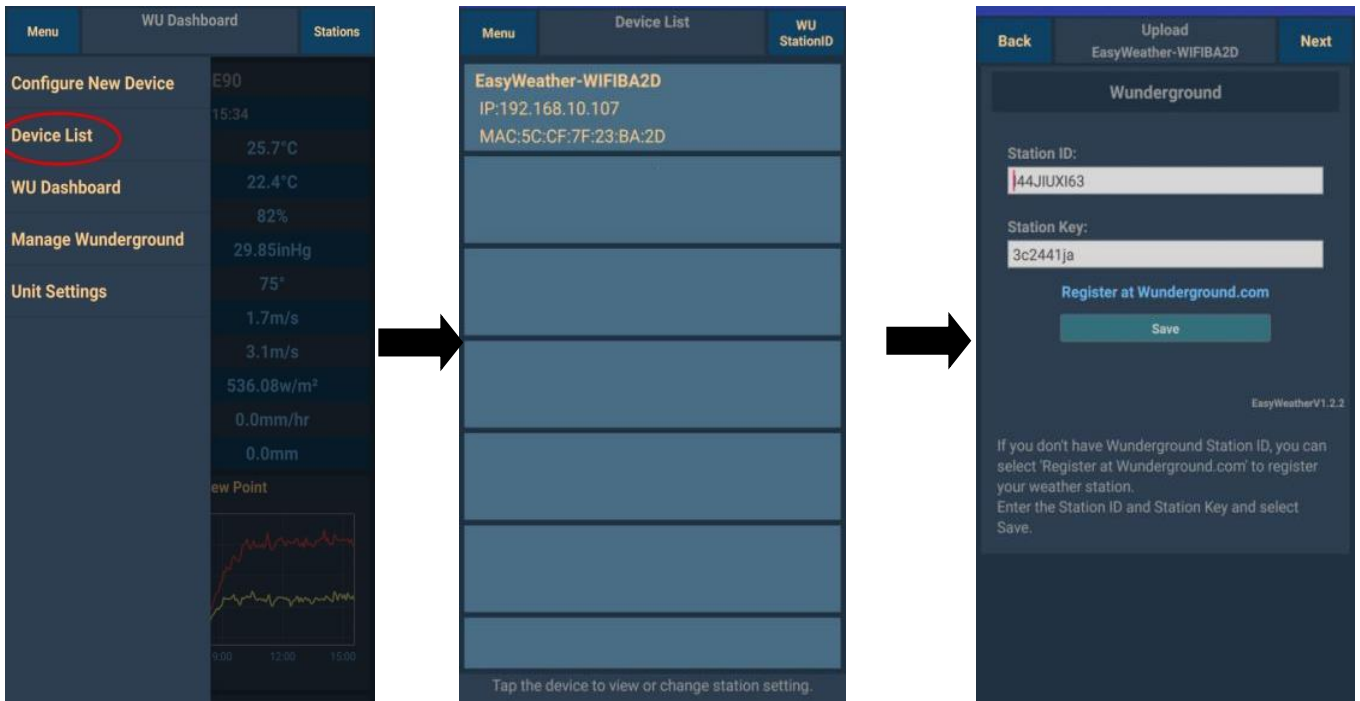 Menu
WU Dashboard
Stations
Configure New Device
Device List
WU Dashboard
Manage Wunderground
Unit Settings
E90
15:34
25.7°C
22.4°C
82%
29.85inHg
75°
1.7m/s
3.1m/s
536.08w/m²
0.0mm/hr
0.0mm
ew Point
9:00 12:00 15:00
Menu
Device List
WU
StationID
EasyWeather-WIFIBA2D
IP:192.168.10.107
MAC:5C:CF:7F:23:BA:2D
Tap the device to view or change station setting.
Back
Upload
EasyWeather-WIFIBA2D
Next
Wunderground
Station ID:
I44JIUXI63
Station Key:
3c2441ja
Register at Wunderground.com
Save
EasyWeatherV1.2.2
If you don't have Wunderground Station ID, you can
select 'Register at Wunderground.com' to register
your weather station.
Enter the Station ID and Station Key and select
Save.